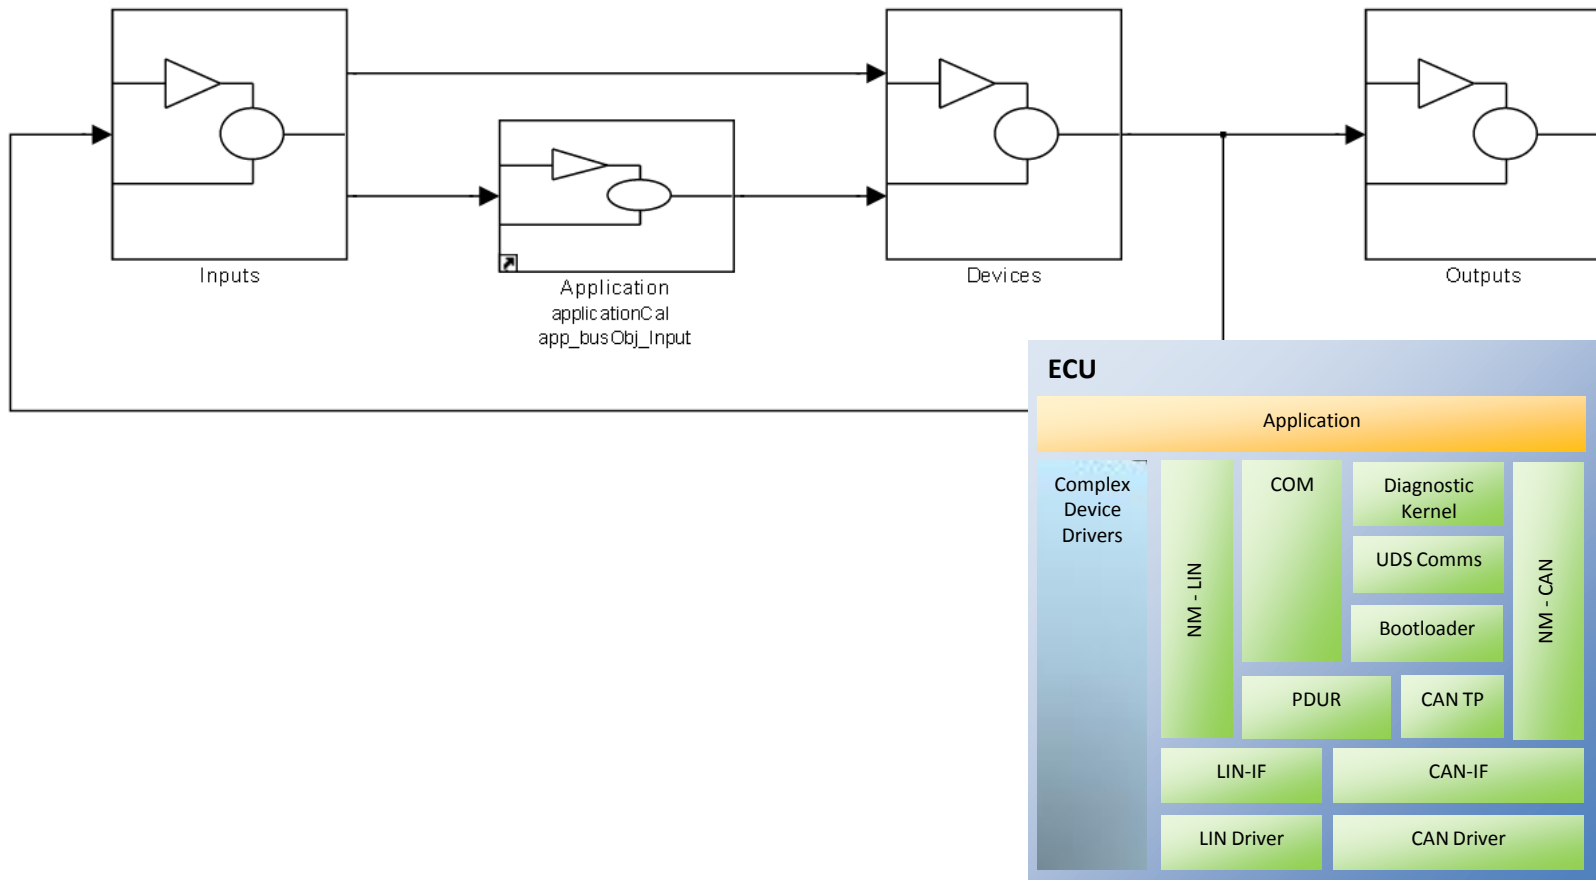 Inputs
Application
applicationCal
app_busObj_Input
Devices
Outputs
ECU
Application
Complex
Device
Drivers
NM - LIN
COM
Diagnostic
Kernel
UDS Comms
Bootloader
NM - CAN
PDUR
CAN TP
LIN-IF
CAN-IF
LIN Driver
CAN Driver